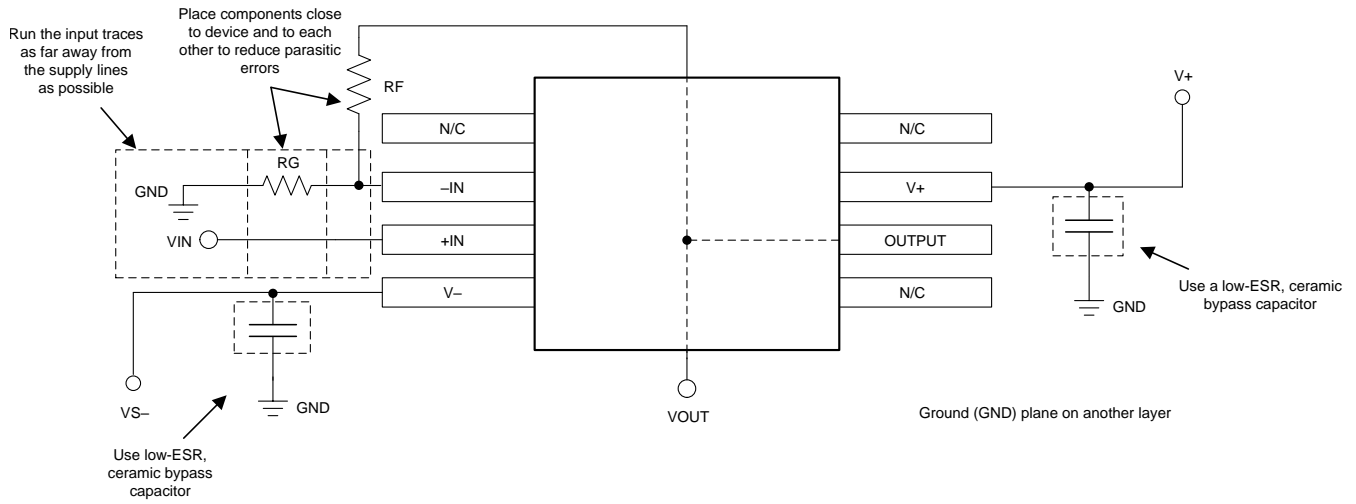 Run the input traces
as far away from
the supply lines
as possible
Place components close
to device and to each
other to reduce parasitic
errors
RF
N/C
N/C
V+
RG
GND
–IN
V+
VIN
+IN
OUTPUT
V–
N/C
GND
Use a low-ESR, ceramic
bypass capacitor
VS–
GND
VOUT
Ground (GND) plane on another layer
Use low-ESR,
ceramic bypass
capacitor